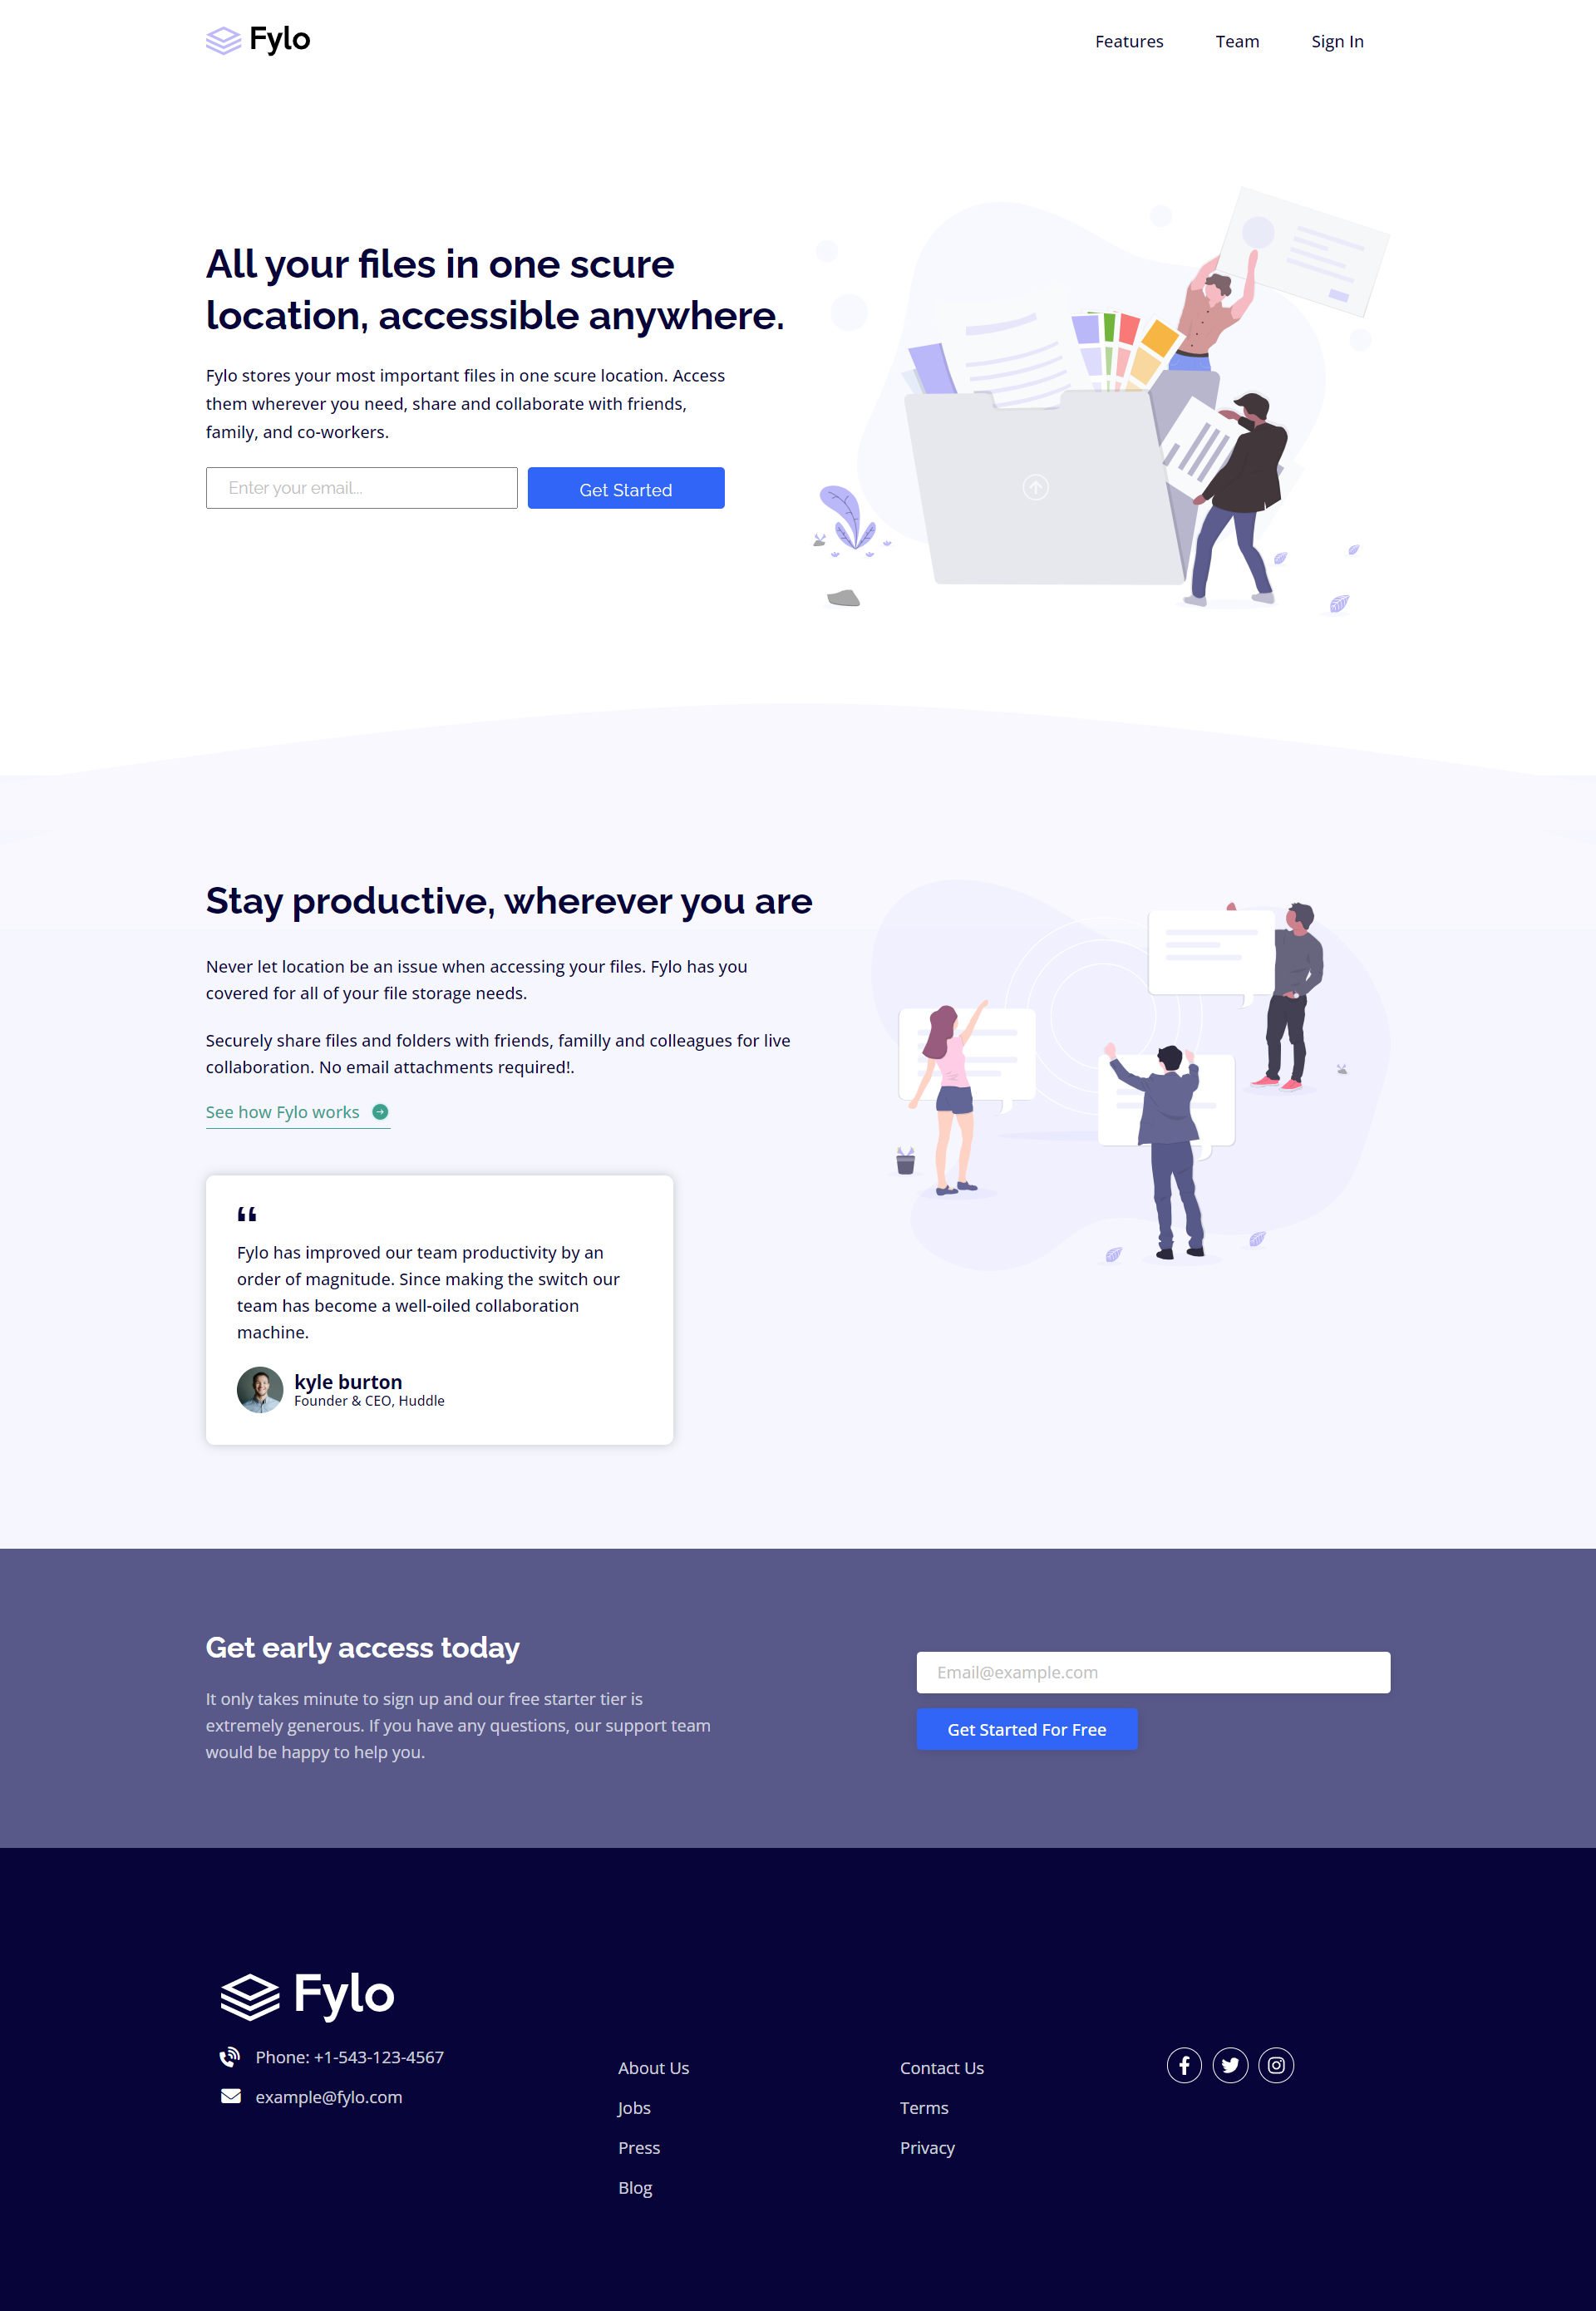 Fylo
Features
Team
Sign In
All your files in one scure
location, accessible anywhere.
Fylo stores your most important files in one scure location. Access
them wherever you need, share and collaborate with friends,
family, and co-workers.
Enter your email...
Get Started
Stay productive, wherever you are
Never let location be an issue when accessing your files. Fylo has you
covered for all of your file storage needs.
Securely share files and folders with friends, familly and colleagues for live
collaboration. No email attachments required!.
See how Fylo works
“
Fylo has improved our team productivity by an
order of magnitude. Since making the switch our
team has become a well-oiled collaboration
machine.
kyle burton
Founder & CEO, Huddle
Get early access today
It only takes minute to sign up and our free starter tier is
extremely generous. If you have any questions, our support team
would be happy to help you.
Email@example.com
Get Started For Free
Fylo
Phone: +1-543-123-4567
example@fylo.com
About Us
Jobs
Press
Blog
Contact Us
Terms
Privacy